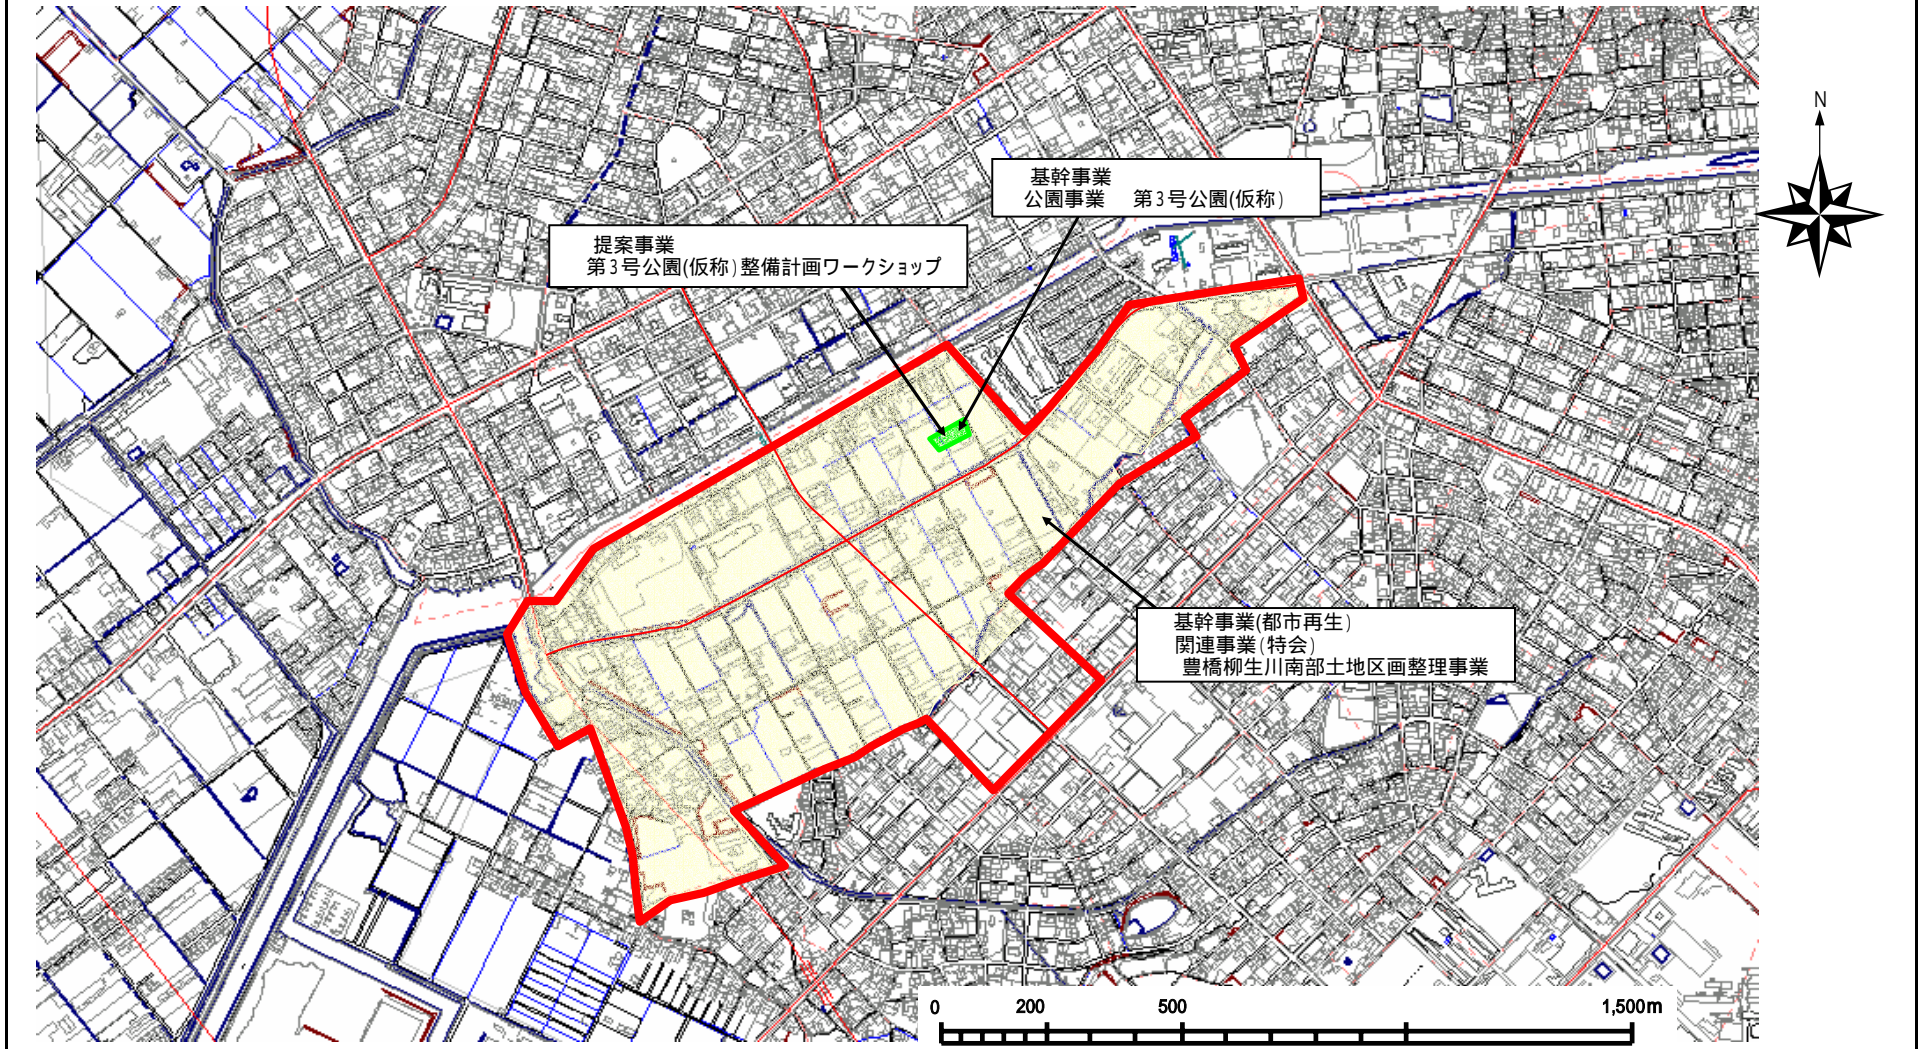 N
基幹事業
公園事業 第3号公園(仮称)
提案事業
第3号公園(仮称)整備計画ワークショップ
基幹事業(都市再生)
関連事業(特会)
豊橋柳生川南部土地区画整理事業
0 200 500 1,500m